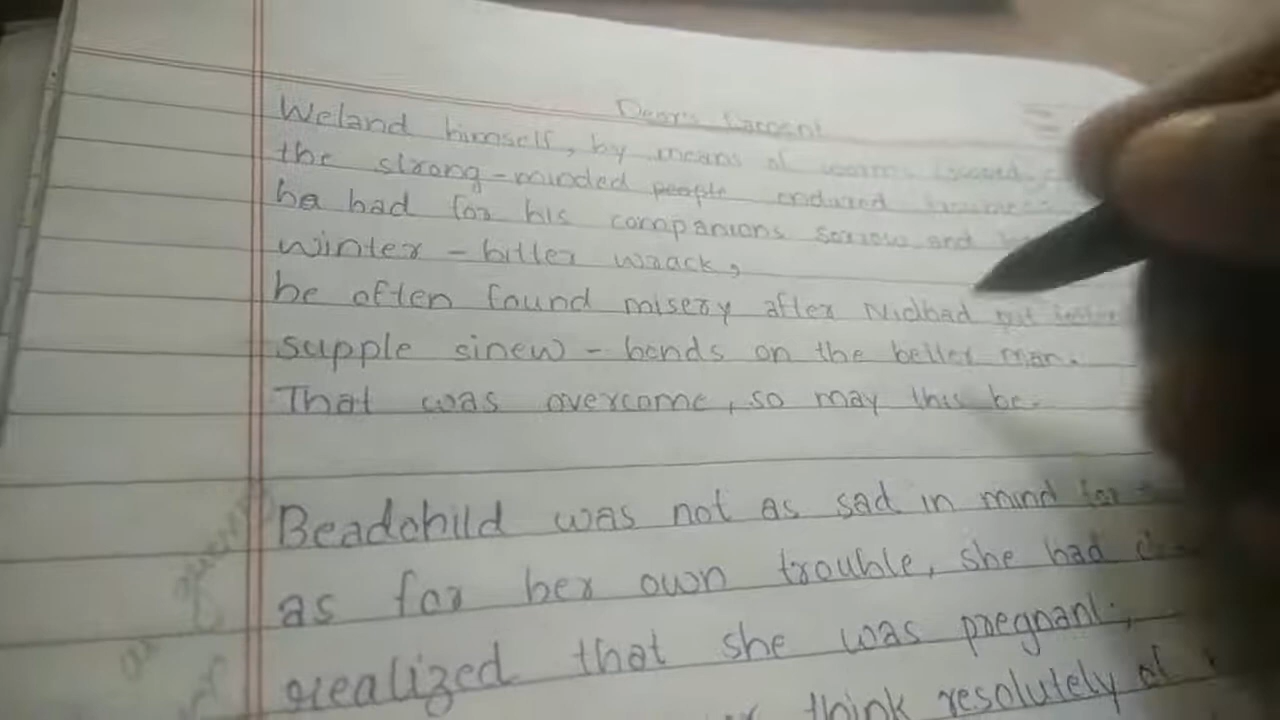 Deor's Lament
Weland himself, by means of worms
the strong-minded people endured
he had for his companions sorrow and
winter - bitter wrack,
he often found misery after Nidhad put
supple sinew - bonds on the better man.
That was overcome, so may this be.
Beadohild was not as sad in mind for
as for her own trouble, she had
realized that she was pregnant;
think resolutely of